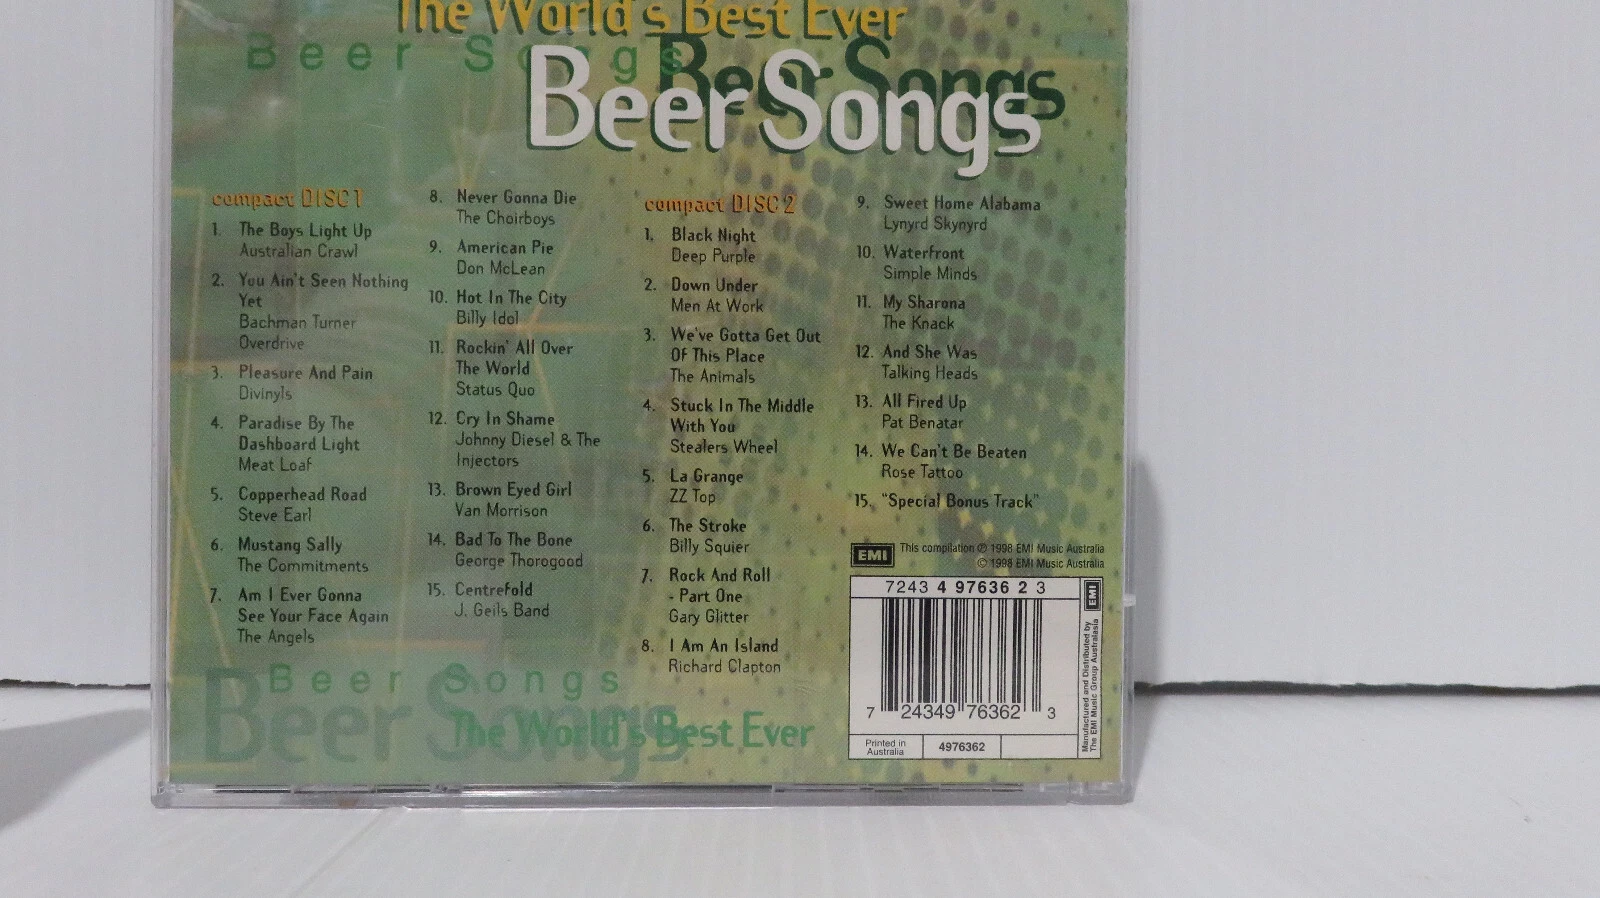 The World's Best Ever
Beer Songs
Beer Songs
Beer Songs
compact DISC 1
1. The Boys Light Up
Australian Crawl
2. You Ain't Seen Nothing
Yet
Bachman Turner
Overdrive
3. Pleasure And Pain
Divinyls
4. Paradise By The
Dashboard Light
Meat Loaf
5. Copperhead Road
Steve Earl
6. Mustang Sally
The Commitments
7. Am I Ever Gonna
See Your Face Again
The Angels
8. Never Gonna Die
The Choirboys
9. American Pie
Don McLean
10. Hot In The City
Billy Idol
11. Rockin' All Over
The World
Status Quo
12. Cry In Shame
Johnny Diesel & The
Injectors
13. Brown Eyed Girl
Van Morrison
14. Bad To The Bone
George Thorogood
15. Centrefold
J. Geils Band
compact DISC 2
1. Black Night
Deep Purple
2. Down Under
Men At Work
3. We've Gotta Get Out
Of This Place
The Animals
4. Stuck In The Middle
With You
Stealers Wheel
5. La Grange
ZZ Top
6. The Stroke
Billy Squier
7. Rock And Roll
- Part One
Gary Glitter
8. I Am An Island
Richard Clapton
9. Sweet Home Alabama
Lynyrd Skynyrd
10. Waterfront
Simple Minds
11. My Sharona
The Knack
12. And She Was
Talking Heads
13. All Fired Up
Pat Benatar
14. We Can't Be Beaten
Rose Tattoo
15. "Special Bonus Track"
EMI
This compilation ℗ 1998 EMI Music Australia
© 1998 EMI Music Australia
7243 4 97636 2 3
7 24349 76362 3
Printed in
Australia
4976362
EMI
Manufactured and Distributed by
The EMI Music Group Australasia
Beer Songs
Beer Songs
The World's Best Ever